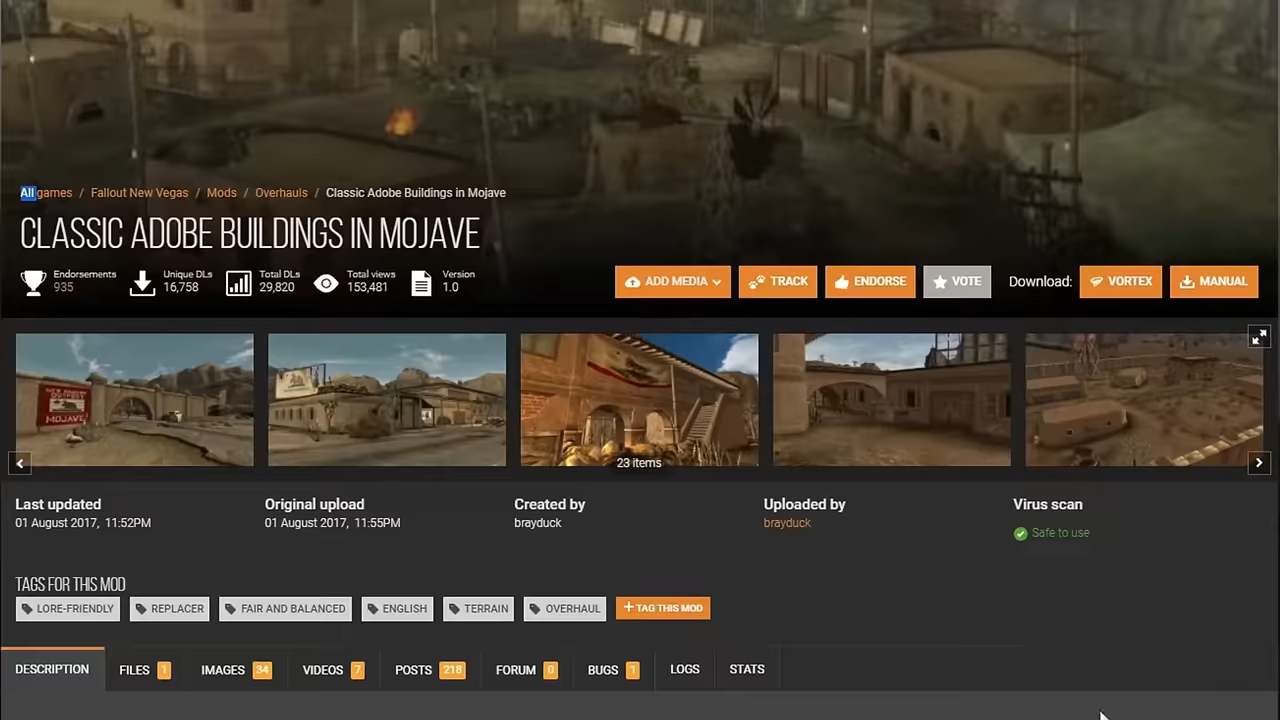 All games / Fallout New Vegas / Mods / Overhauls / Classic Adobe Buildings in Mojave
CLASSIC ADOBE BUILDINGS IN MOJAVE
Endorsements
935
Unique DLs
16,758
Total DLs
29,820
Total views
153,481
Version
1.0
ADD MEDIA
TRACK
ENDORSE
VOTE
Download:
VORTEX
MANUAL
OUTPOST
MOJAVE
23 items
Last updated
01 August 2017, 11:52PM
Original upload
01 August 2017, 11:55PM
Created by
brayduck
Uploaded by
brayduck
Virus scan
Safe to use
TAGS FOR THIS MOD
LORE-FRIENDLY
REPLACER
FAIR AND BALANCED
ENGLISH
TERRAIN
OVERHAUL
+ TAG THIS MOD
DESCRIPTION
FILES 1
IMAGES 34
VIDEOS 7
POSTS 218
FORUM 0
BUGS 1
LOGS
STATS